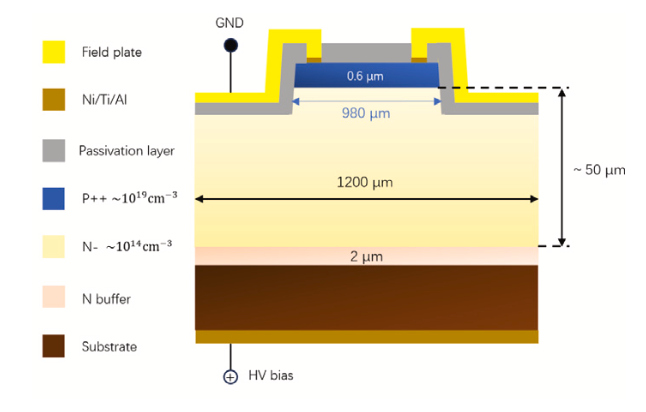 GND
Field plate
Ni/Ti/Al
Passivation layer
P++ ~10¹⁹cm⁻³
N- ~10¹⁴cm⁻³
N buffer
Substrate
0.6 μm
980 μm
1200 μm
~ 50 μm
2 μm
HV bias